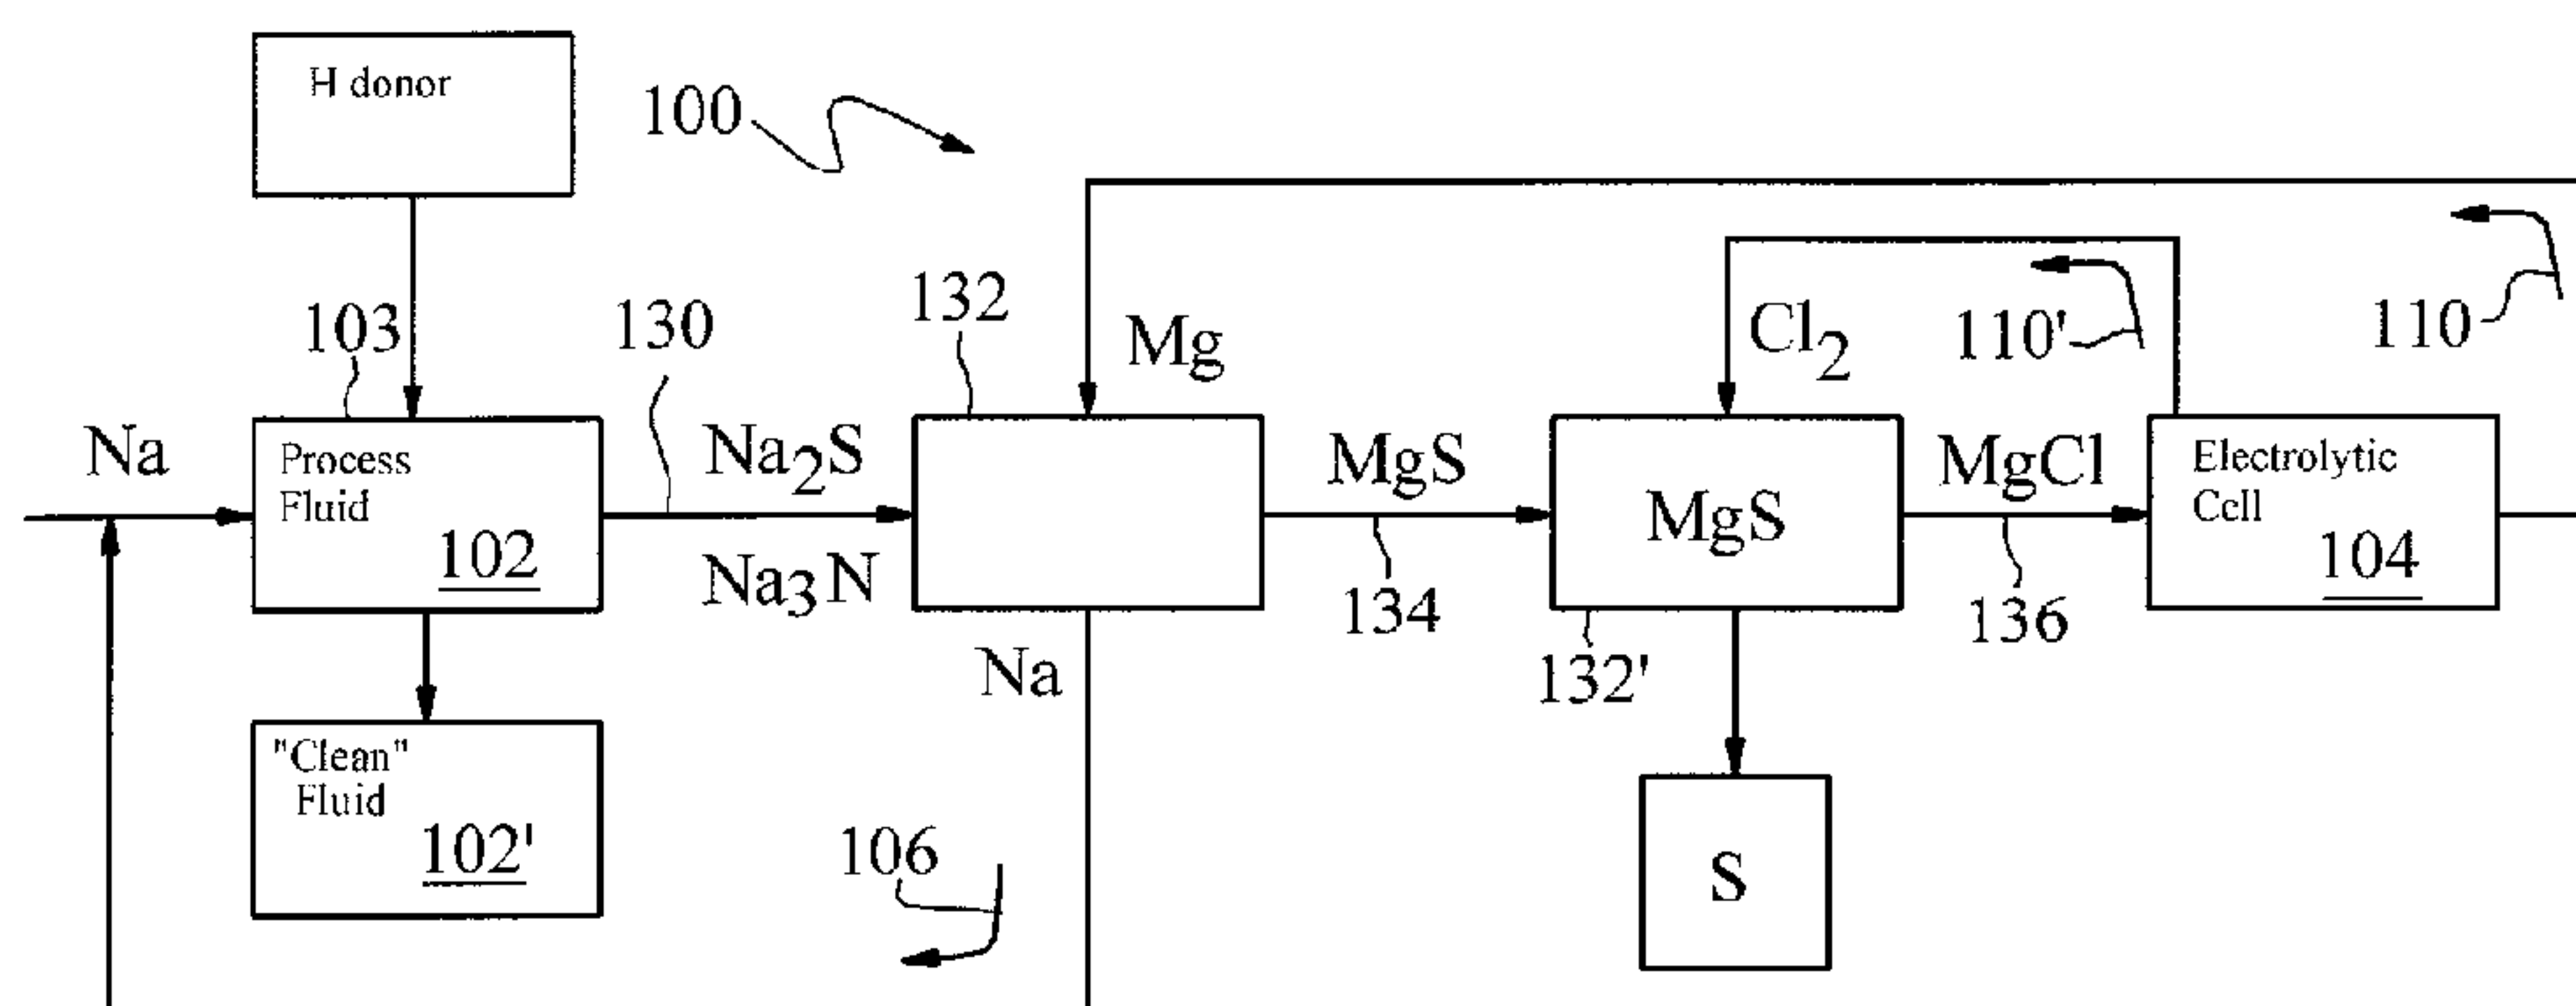 H donor
100
110
132
Mg
Cl2
110'
103
130
Na
Process
Fluid
102
Na2S
Na3N
MgS
134
MgS
132'
MgCl
136
Electrolytic
Cell
104
"Clean"
Fluid
102'
Na
106
S